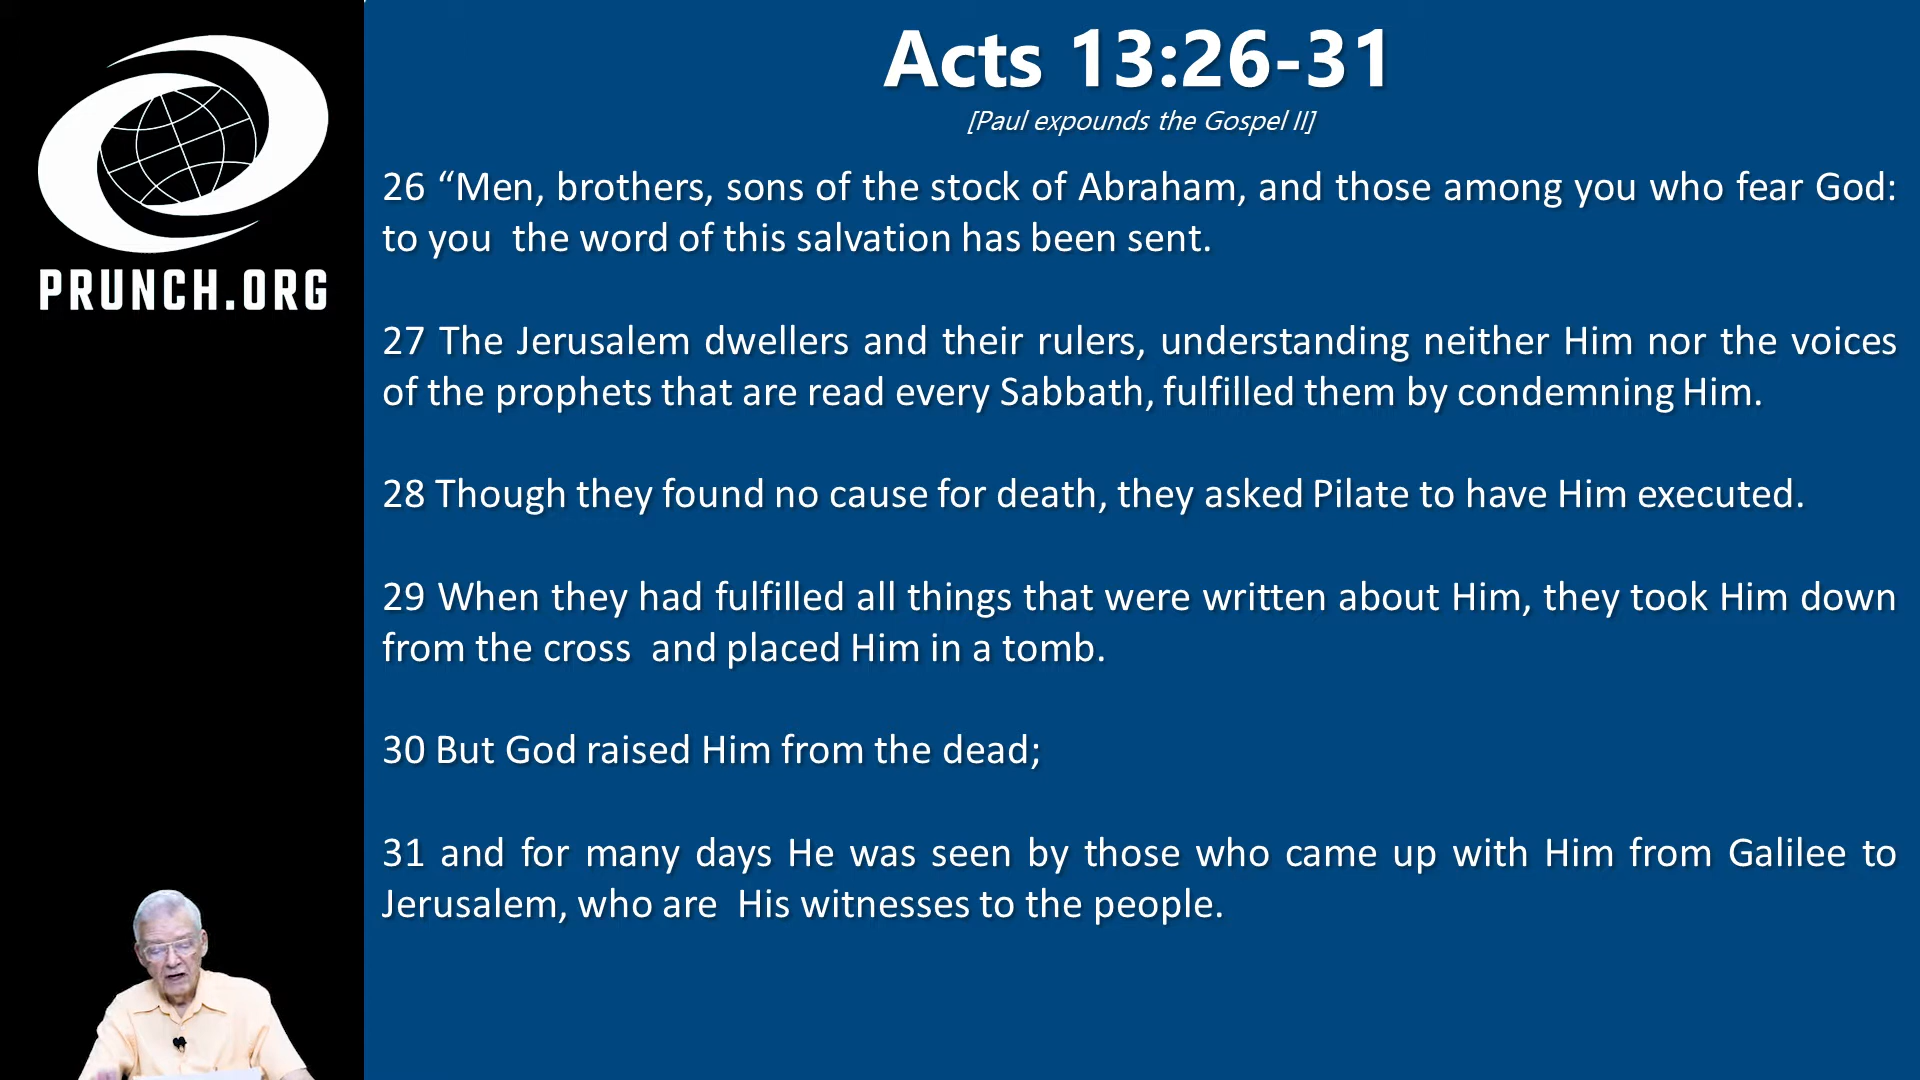 PRUNCH.ORG
Acts 13:26-31
[Paul expounds the Gospel II]
26 “Men, brothers, sons of the stock of Abraham, and those among you who fear God:
to you the word of this salvation has been sent.
27 The Jerusalem dwellers and their rulers, understanding neither Him nor the voices
of the prophets that are read every Sabbath, fulfilled them by condemning Him.
28 Though they found no cause for death, they asked Pilate to have Him executed.
29 When they had fulfilled all things that were written about Him, they took Him down
from the cross and placed Him in a tomb.
30 But God raised Him from the dead;
31 and for many days He was seen by those who came up with Him from Galilee to
Jerusalem, who are His witnesses to the people.